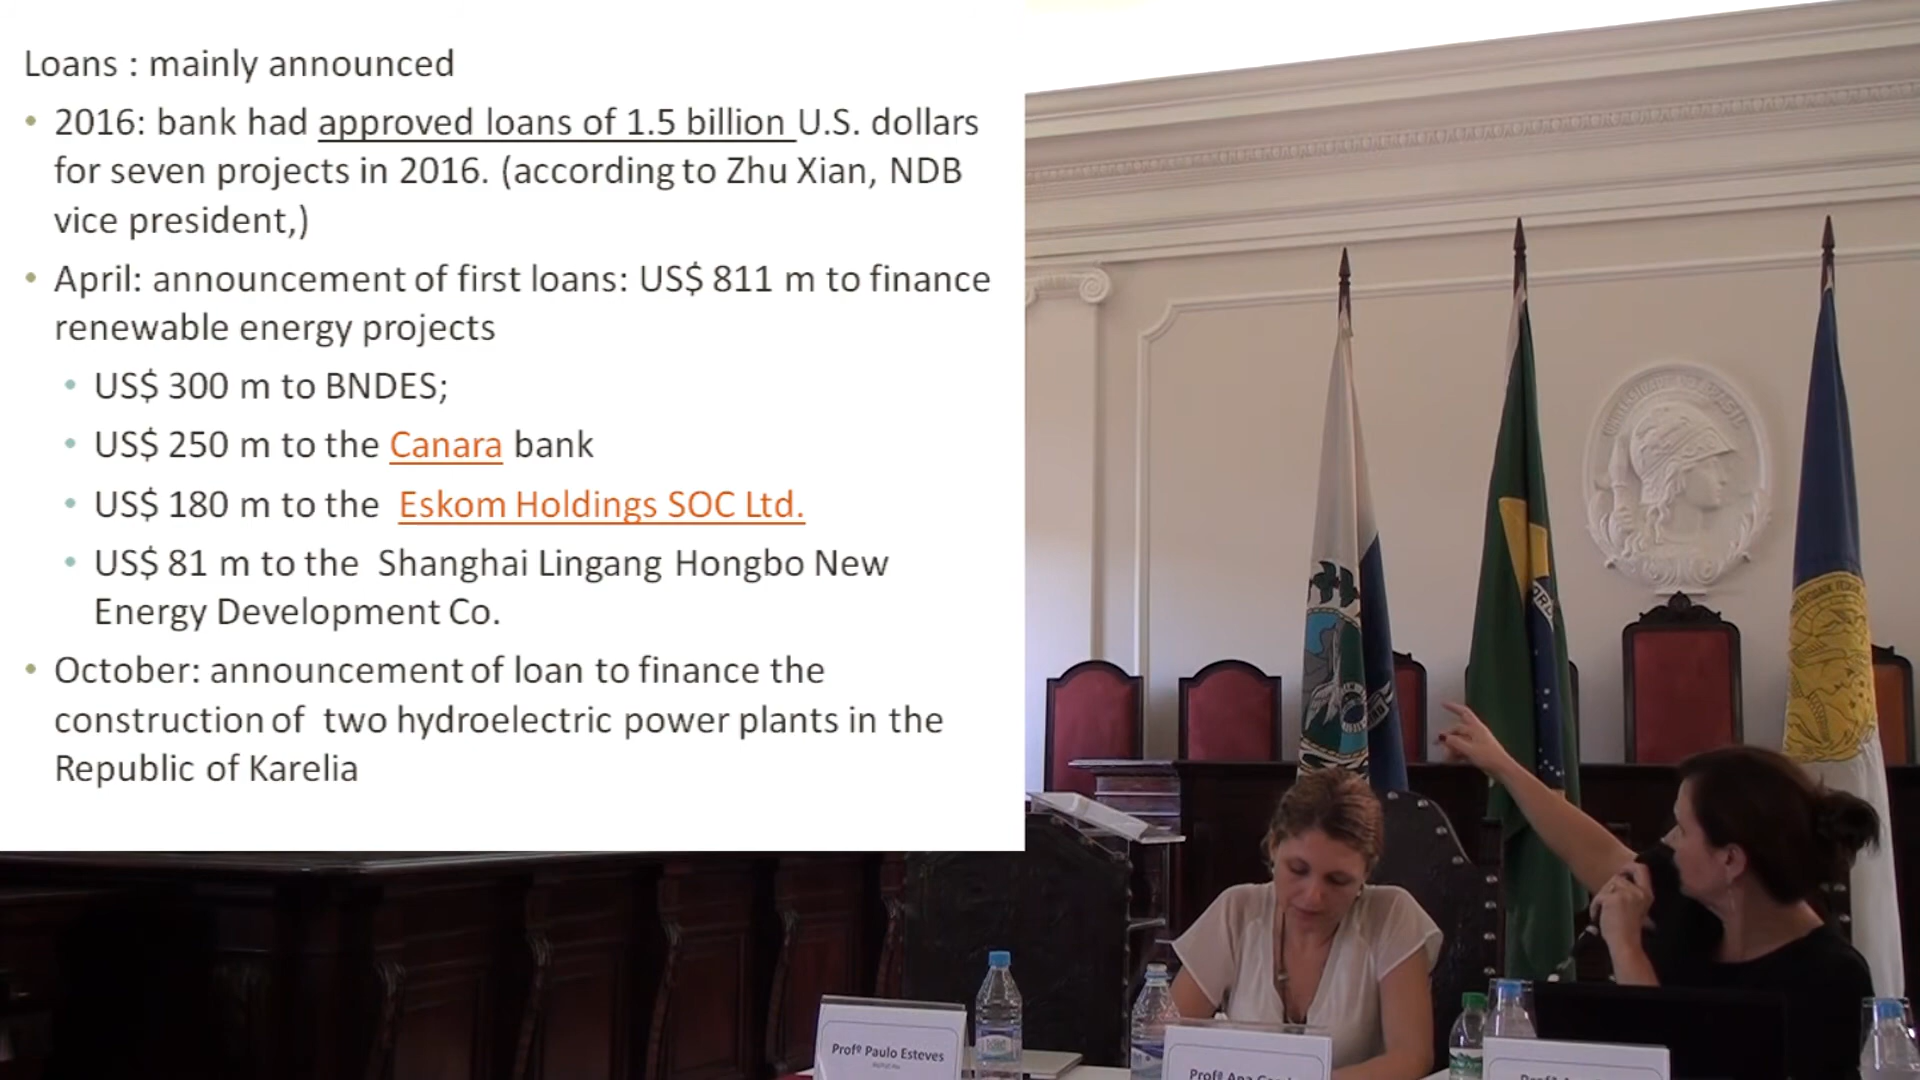 Loans : mainly announced
• 2016: bank had approved loans of 1.5 billion U.S. dollars
for seven projects in 2016. (according to Zhu Xian, NDB
vice president,)
• April: announcement of first loans: US$ 811 m to finance
renewable energy projects
• US$ 300 m to BNDES;
• US$ 250 m to the Canara bank
• US$ 180 m to the Eskom Holdings SOC Ltd.
• US$ 81 m to the Shanghai Lingang Hongbo New
Energy Development Co.
• October: announcement of loan to finance the
construction of two hydroelectric power plants in the
Republic of Karelia
Profº Paulo Esteves
Profª Ana